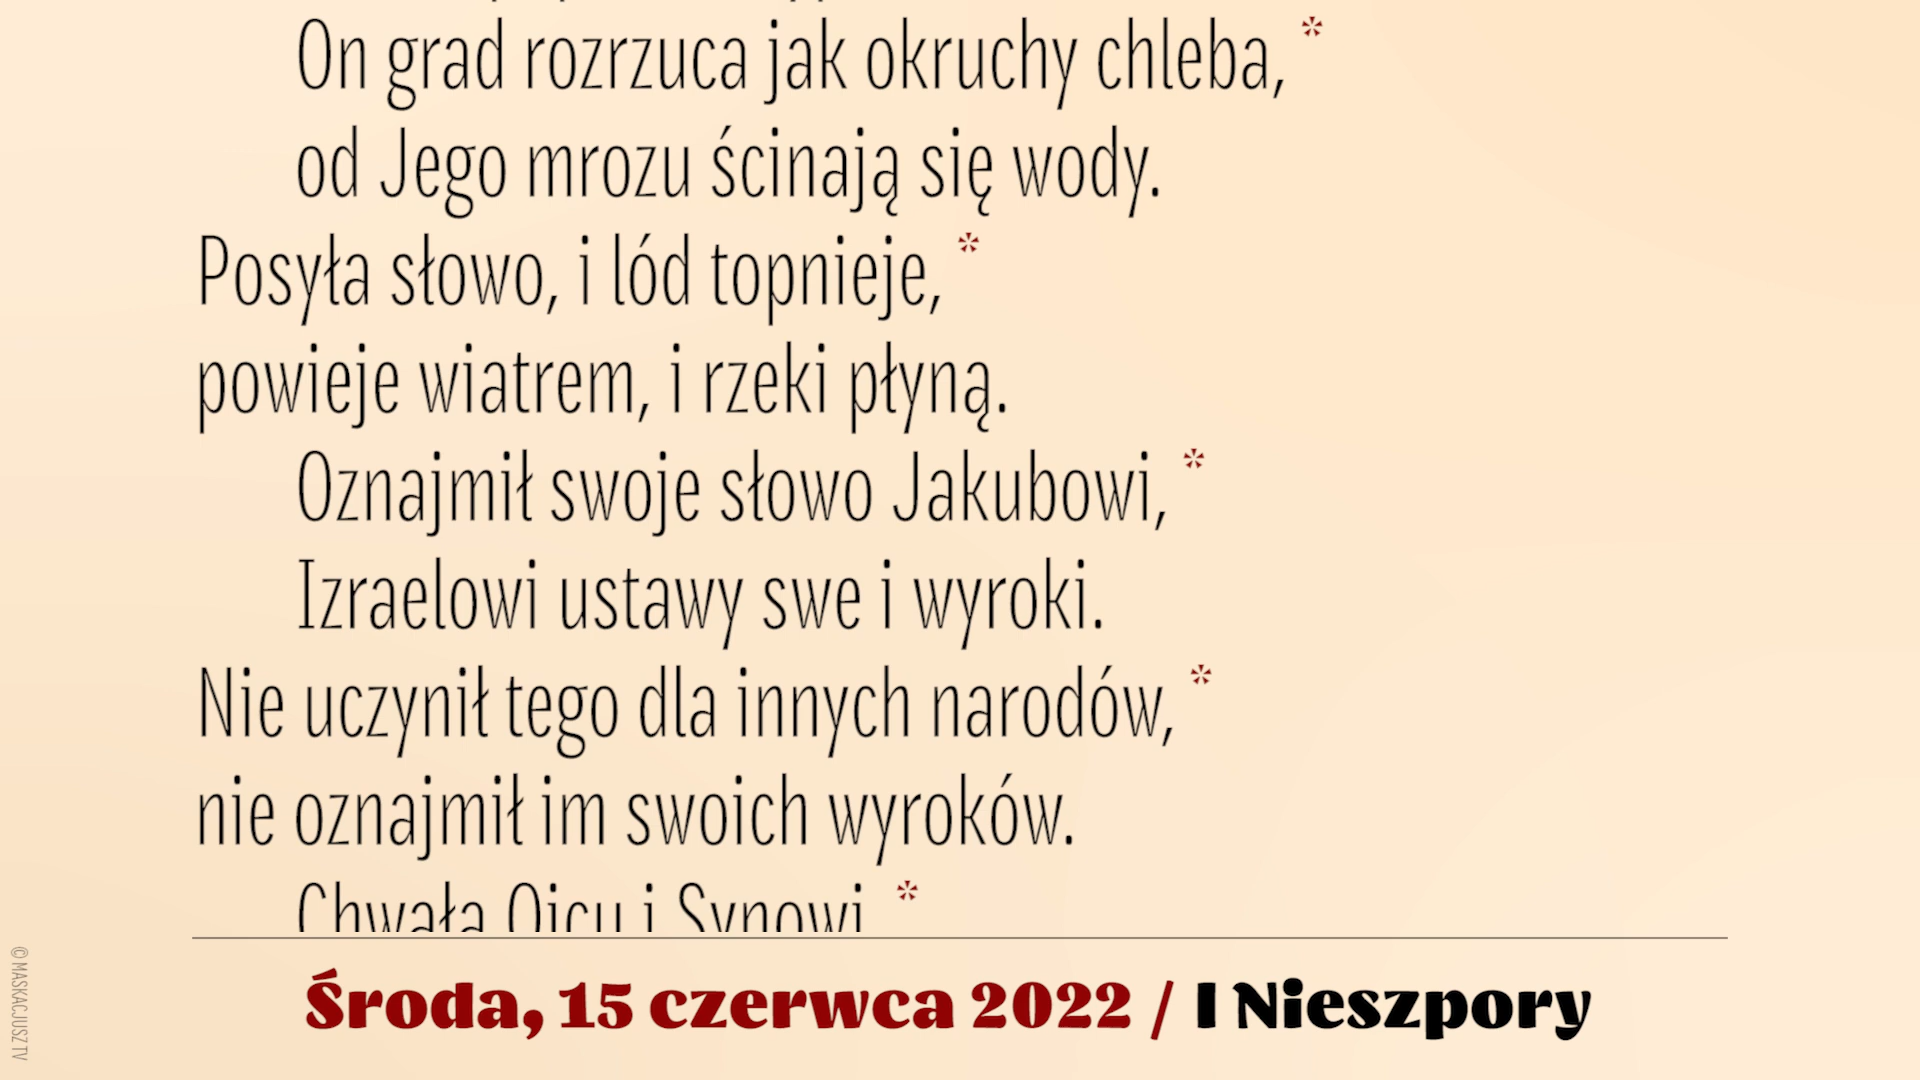 On grad rozrzuca jak okruchy chleba, *
od Jego mrozu ścinają się wody.
Posyła słowo, i lód topnieje, *
powieje wiatrem, i rzeki płyną.
Oznajmił swoje słowo Jakubowi, *
Izraelowi ustawy swe i wyroki.
Nie uczynił tego dla innych narodów, *
nie oznajmił im swoich wyroków.
Chwała Ojcu i Synowi *
Środa, 15 czerwca 2022 / I Nieszpory
© MASKACJUSZ TV